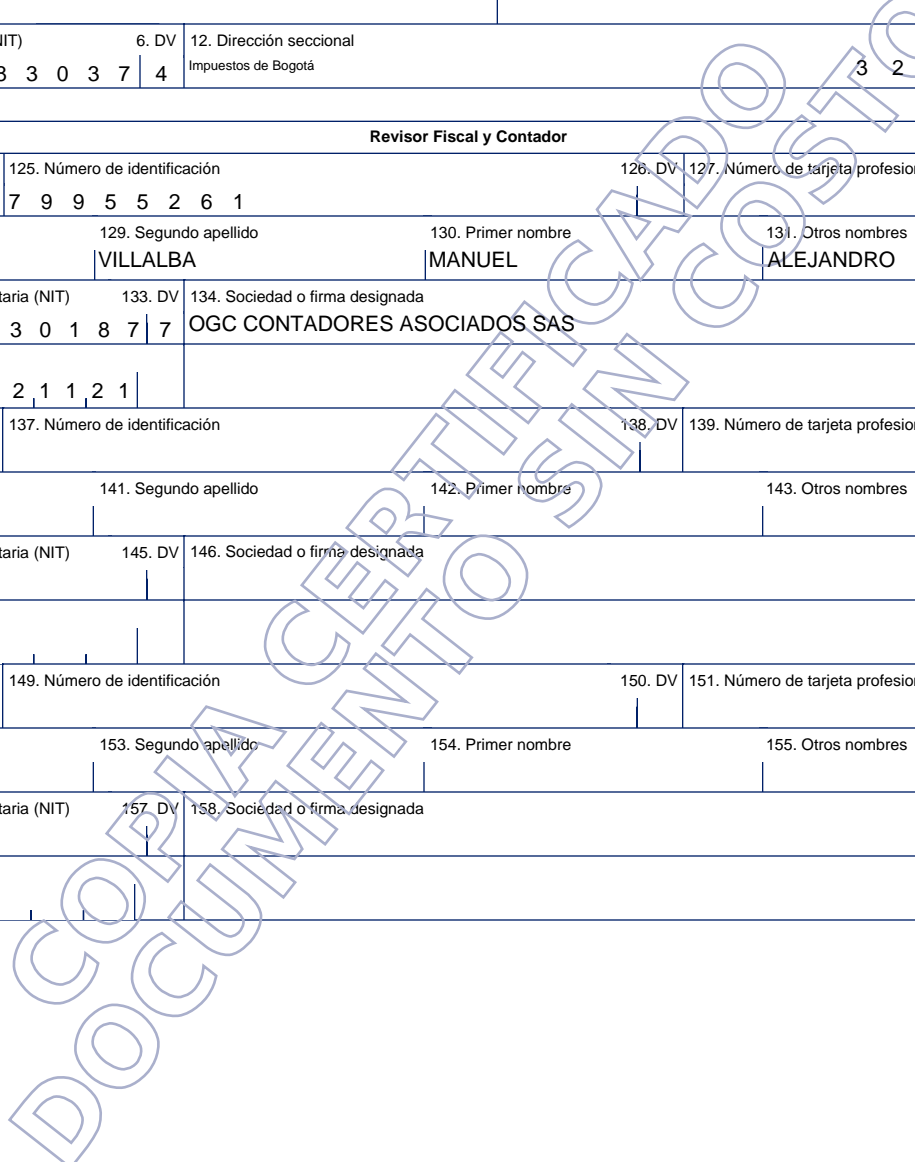 NIT) 6. DV 12. Dirección seccional
3 3 0 3 7 4 Impuestos de Bogotá 3 2
Revisor Fiscal y Contador
125. Número de identificación 126. DV 127. Número de tarjeta profesion
7 9 9 5 5 2 6 1
129. Segundo apellido 130. Primer nombre 131. Otros nombres
VILLALBA MANUEL ALEJANDRO
taria (NIT) 133. DV 134. Sociedad o firma designada
3 0 1 8 7 7 OGC CONTADORES ASOCIADOS SAS
2 1 1 2 1
137. Número de identificación 138. DV 139. Número de tarjeta profesion
141. Segundo apellido 142. Primer nombre 143. Otros nombres
taria (NIT) 145. DV 146. Sociedad o firma designada
149. Número de identificación 150. DV 151. Número de tarjeta profesion
153. Segundo apellido 154. Primer nombre 155. Otros nombres
taria (NIT) 157. DV 158. Sociedad o firma designada
COPIA CERTIFICADO
DOCUMENTO SIN COSTO